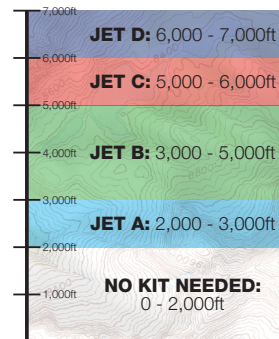 7,000ft
JET D: 6,000 - 7,000ft
6,000ft
JET C: 5,000 - 6,000ft
5,000ft
JET B: 3,000 - 5,000ft
4,000ft
3,000ft
JET A: 2,000 - 3,000ft
2,000ft
NO KIT NEEDED:
1,000ft
0 - 2,000ft